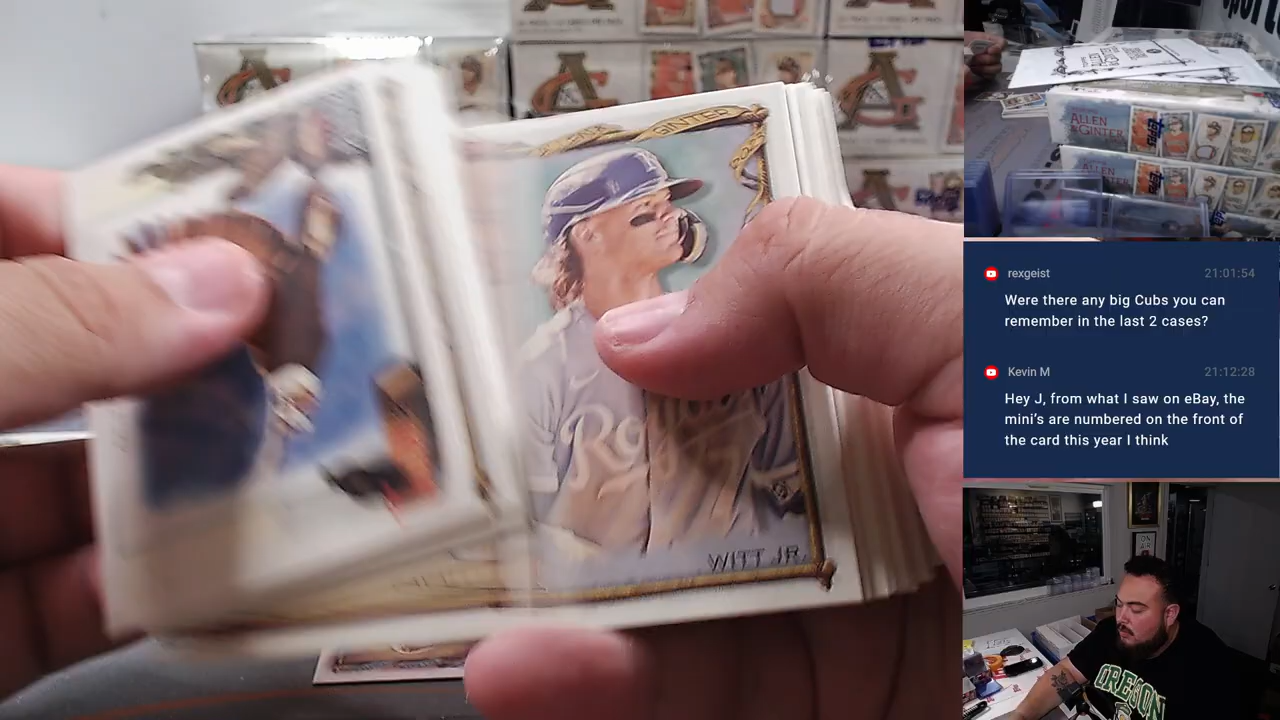 GINTER
Royals
WITT JR.
ALLEN
& GINTER
rexgeist
21:01:54
Were there any big Cubs you can
remember in the last 2 cases?
Kevin M
21:12:28
Hey J, from what I saw on eBay, the
mini's are numbered on the front of
the card this year I think
ON
AIR
OREGON